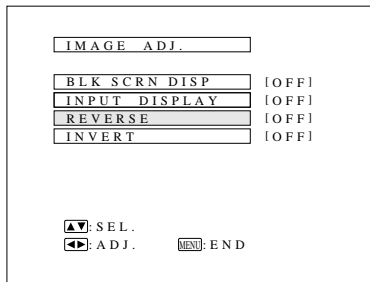 IMAGE ADJ.
BLK SCRN DISP [OFF]
INPUT DISPLAY [OFF]
REVERSE [OFF]
INVERT [OFF]
▲▼:SEL.
◀▶:ADJ. MENU:END